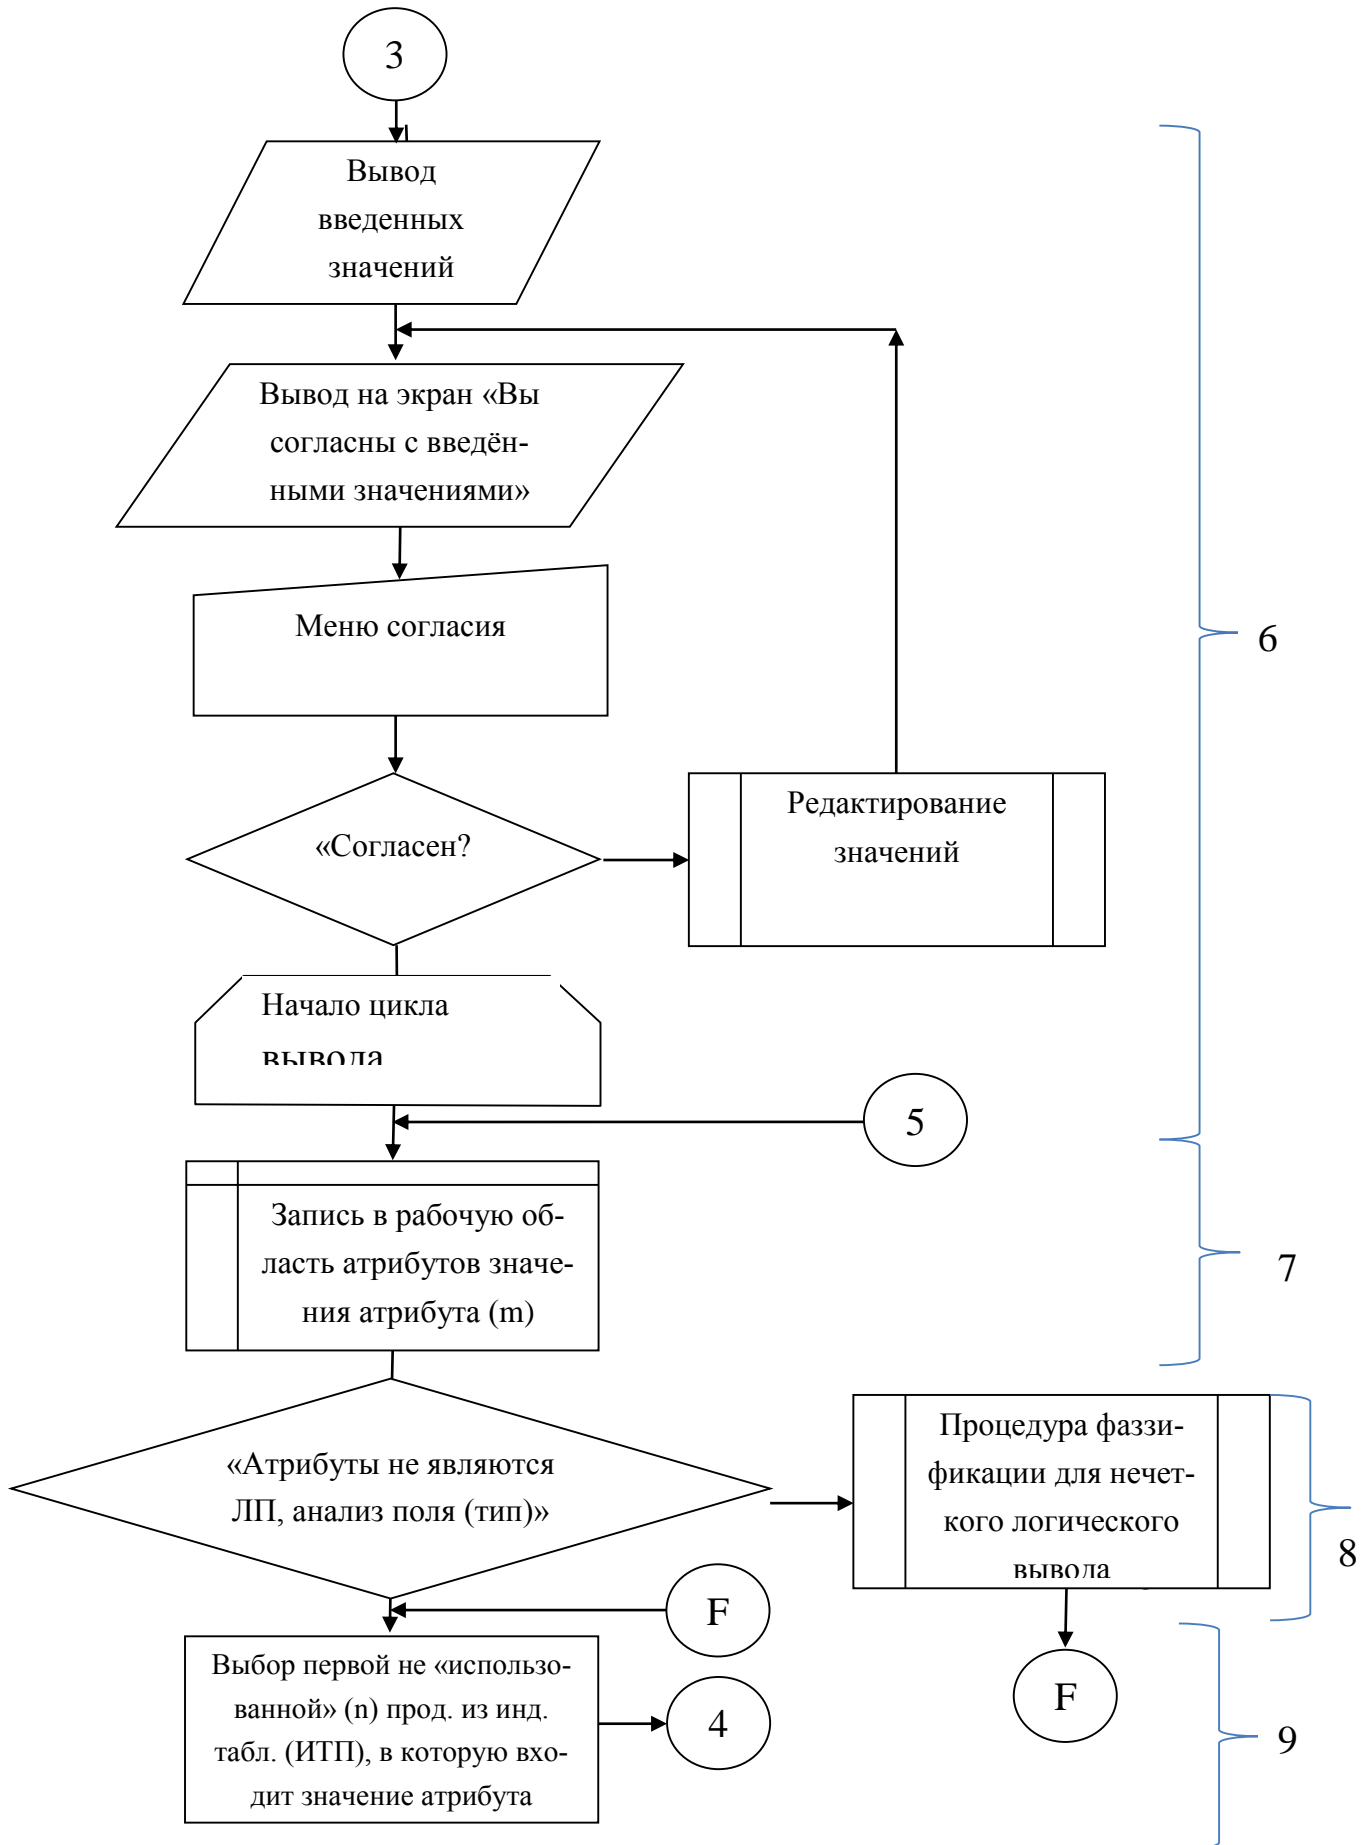 3
Вывод
введенных
значений
Вывод на экран «Вы
согласны с введён-
ными значениями»
Меню согласия
6
«Согласен?
Редактирование
значений
Начало цикла
вывода
5
Запись в рабочую об-
ласть атрибутов значе-
ния атрибута (m)
7
«Атрибуты не являются
ЛП, анализ поля (тип)»
Процедура фаззи-
фикации для нечет-
кого логического
вывода
8
F
Выбор первой не «использо-
ванной» (n) прод. из инд.
табл. (ИТП), в которую вхо-
дит значение атрибута
4
F
9